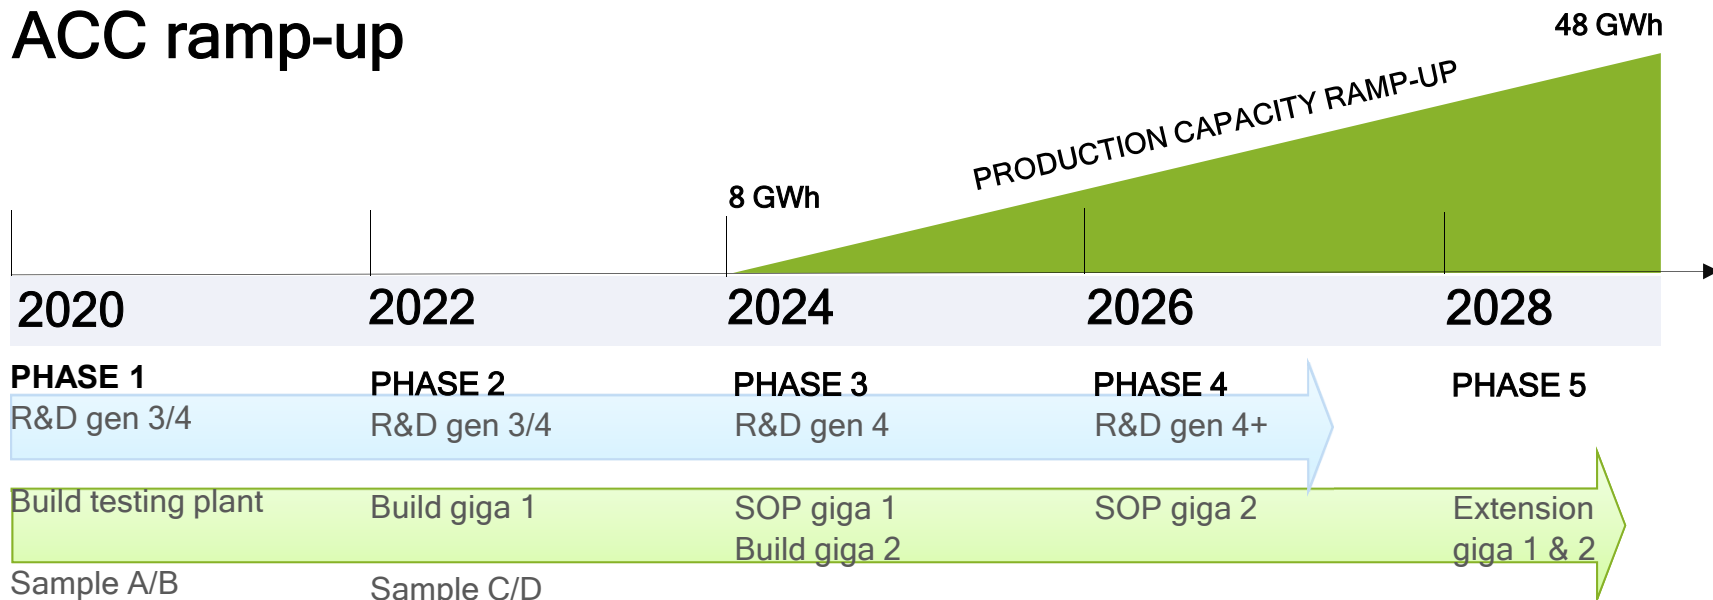 ACC ramp-up
48 GWh
PRODUCTION CAPACITY RAMP-UP
8 GWh
2020 2022 2024 2026 2028
PHASE 1 PHASE 2 PHASE 3 PHASE 4 PHASE 5
R&D gen 3/4 R&D gen 3/4 R&D gen 4 R&D gen 4+
Build testing plant Build giga 1 SOP giga 1 SOP giga 2 Extension
Build giga 2 giga 1 & 2
Sample A/B Sample C/D